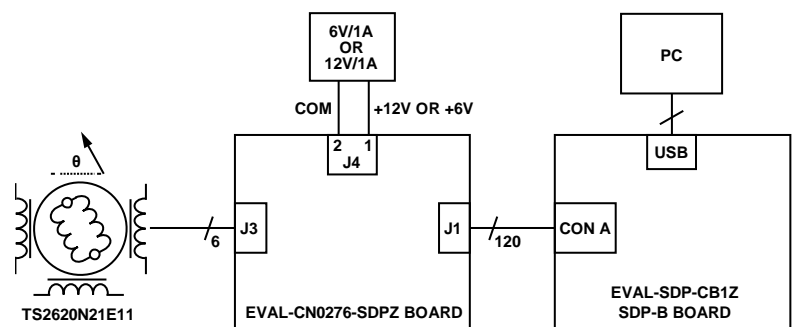 6V/1A
OR
12V/1A
PC
COM
+12V OR +6V
2 1
J4
USB
θ
J3
6
J1
120
CON A
TS2620N21E11
EVAL-CN0276-SDPZ BOARD
EVAL-SDP-CB1Z
SDP-B BOARD